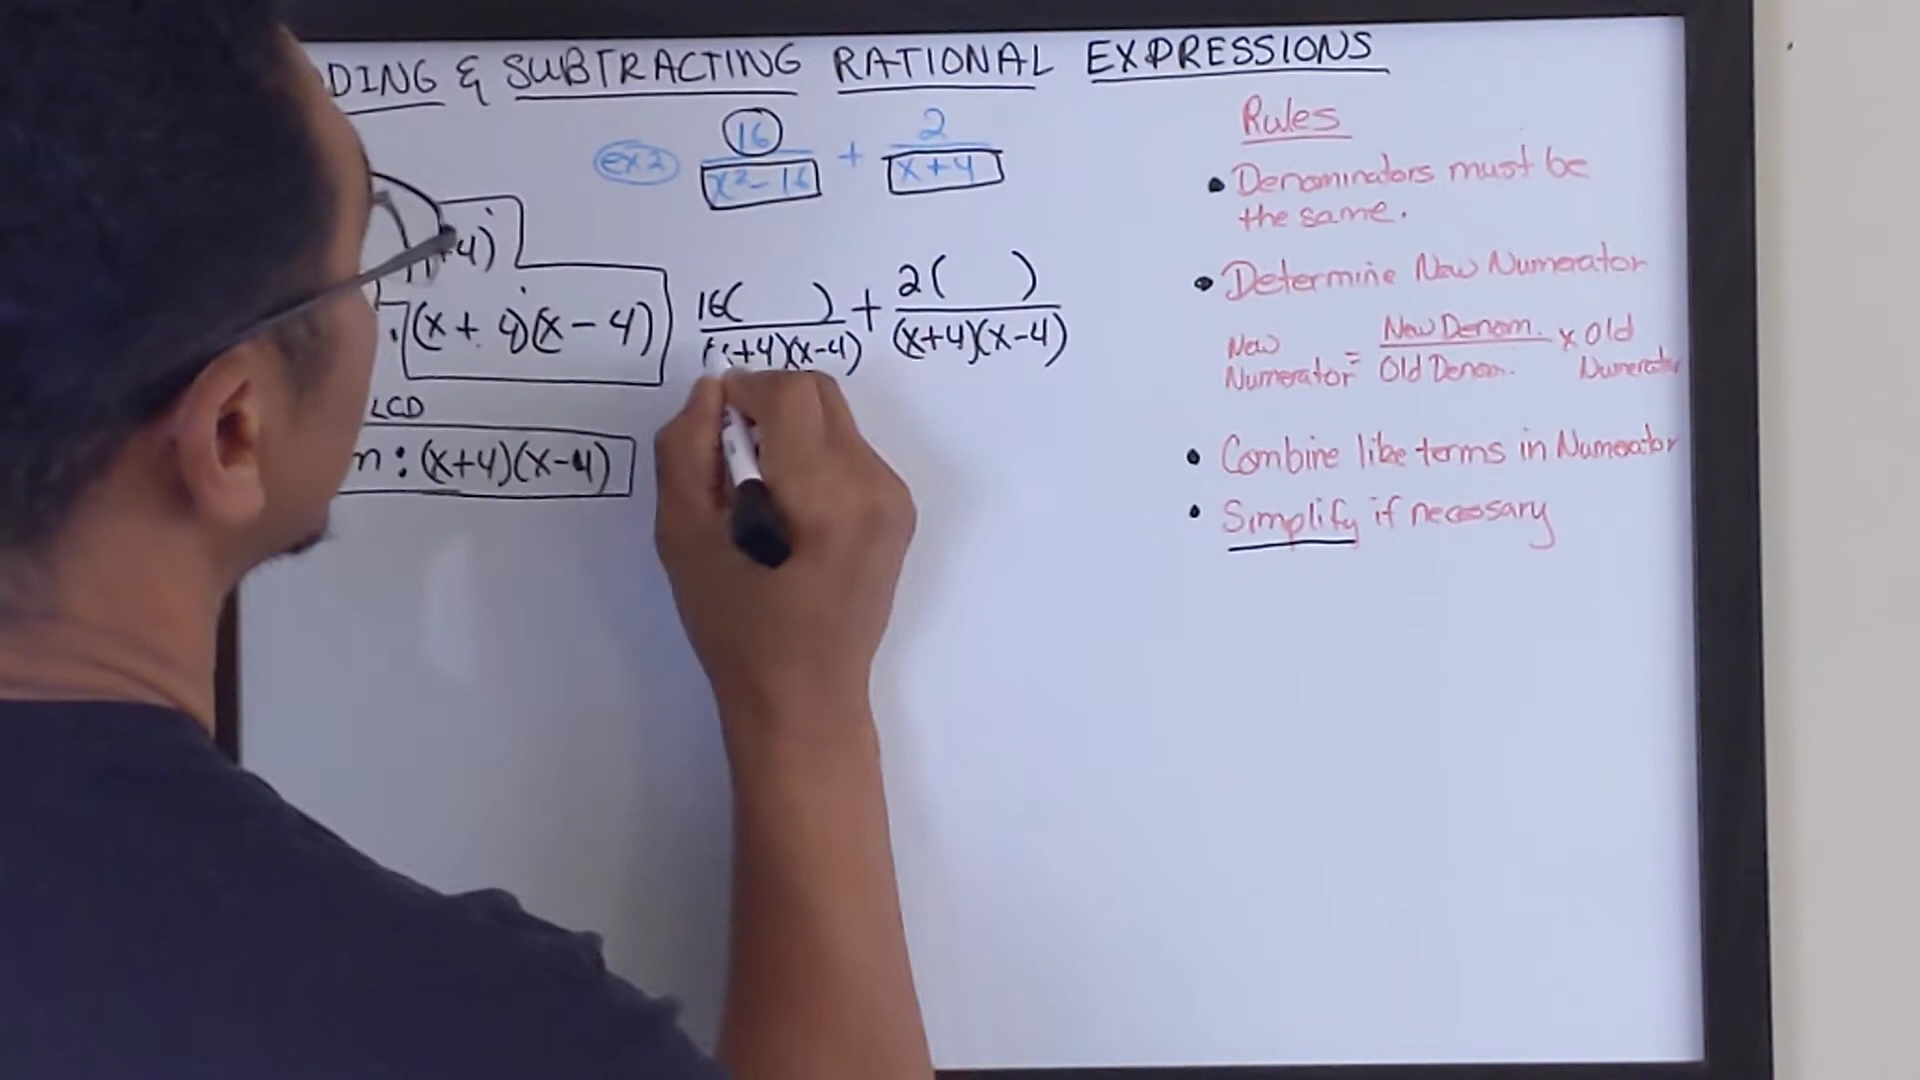 DING & SUBTRACTING RATIONAL EXPRESSIONS
ex2 16/x²-16 + 2/x+4
+4)
(x+4)(x-4)
LCD
n: (x+4)(x-4)
16( ) + 2( )
(x+4)(x-4) (x+4)(x-4)
Rules
• Denominators must be
the same.
• Determine New Numerator
New Numerator = New Denom. / Old Denom. x Old Numerator
• Combine like terms in Numerator
• Simplify if necessary